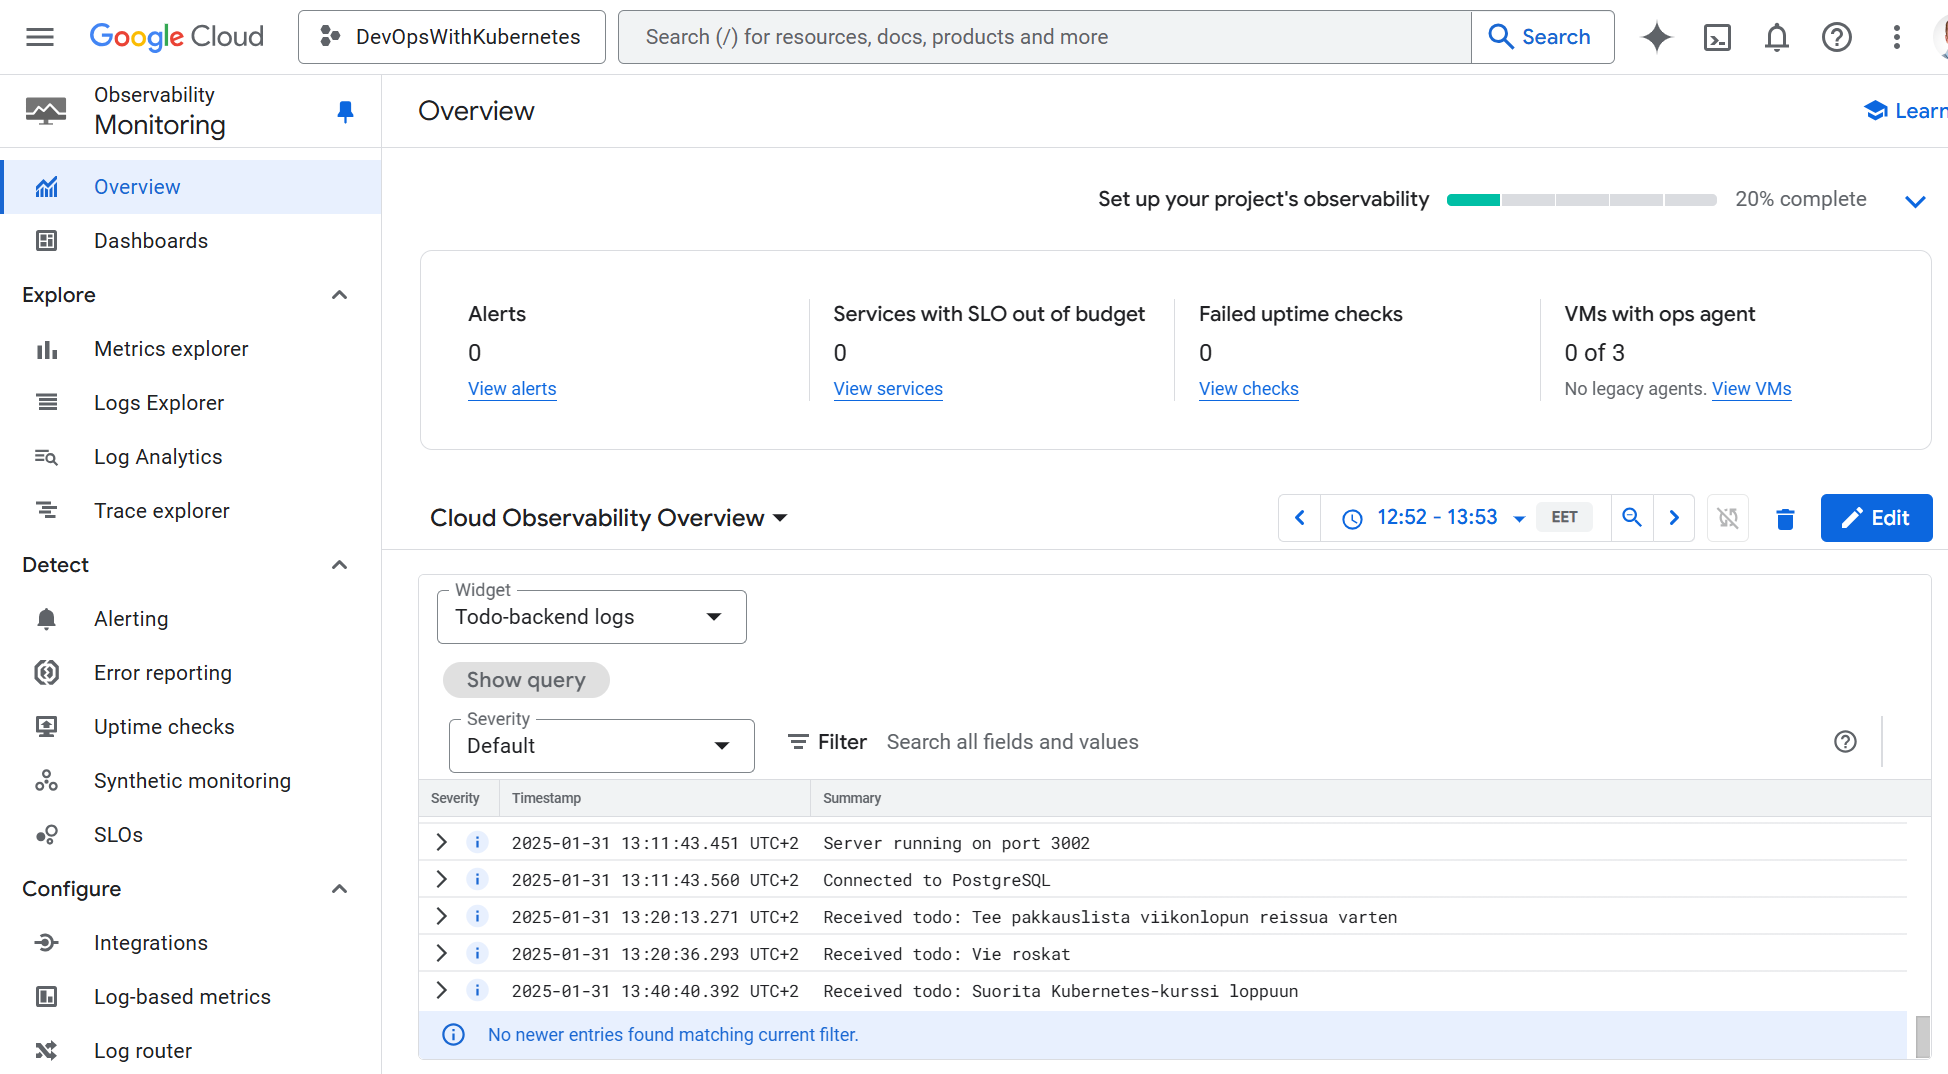 Google Cloud
DevOpsWithKubernetes
Search (/) for resources, docs, products and more
Search
Observability
Monitoring
Overview
Learn
Overview
Dashboards
Explore
Metrics explorer
Logs Explorer
Log Analytics
Trace explorer
Detect
Alerting
Error reporting
Uptime checks
Synthetic monitoring
SLOs
Configure
Integrations
Log-based metrics
Log router
Set up your project's observability
20% complete
Alerts
0
View alerts
Services with SLO out of budget
0
View services
Failed uptime checks
0
View checks
VMs with ops agent
0 of 3
No legacy agents. View VMs
Cloud Observability Overview
12:52 - 13:53
EET
Edit
Widget
Todo-backend logs
Show query
Severity
Default
Filter
Search all fields and values
Severity Timestamp Summary
2025-01-31 13:11:43.451 UTC+2 Server running on port 3002
2025-01-31 13:11:43.560 UTC+2 Connected to PostgreSQL
2025-01-31 13:20:13.271 UTC+2 Received todo: Tee pakkauslista viikonlopun reissua varten
2025-01-31 13:20:36.293 UTC+2 Received todo: Vie roskat
2025-01-31 13:40:40.392 UTC+2 Received todo: Suorita Kubernetes-kurssi loppuun
No newer entries found matching current filter.